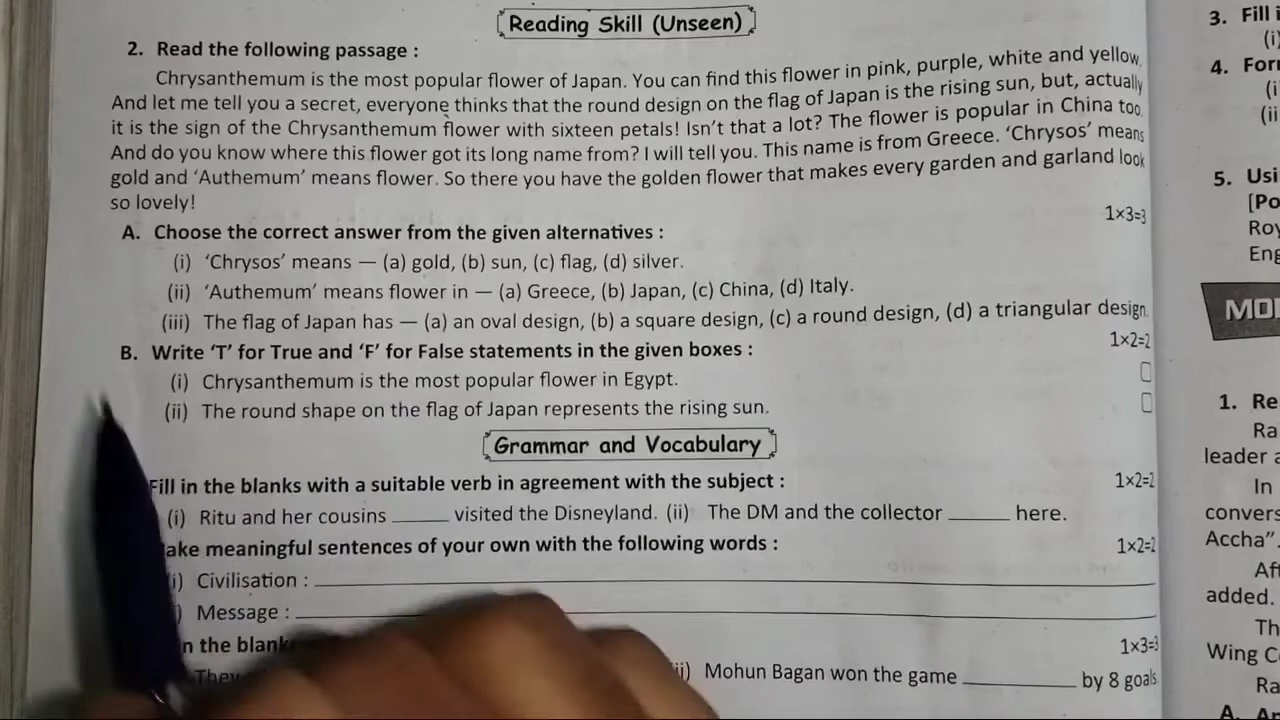 Reading Skill (Unseen)
2. Read the following passage :
Chrysanthemum is the most popular flower of Japan. You can find this flower in pink, purple, white and yellow.
And let me tell you a secret, everyone thinks that the round design on the flag of Japan is the rising sun, but, actually
it is the sign of the Chrysanthemum flower with sixteen petals! Isn't that a lot? The flower is popular in China too.
And do you know where this flower got its long name from? I will tell you. This name is from Greece. 'Chrysos' means
gold and 'Authemum' means flower. So there you have the golden flower that makes every garden and garland look
so lovely!
A. Choose the correct answer from the given alternatives : 1×3=3
(i) 'Chrysos' means — (a) gold, (b) sun, (c) flag, (d) silver.
(ii) 'Authemum' means flower in — (a) Greece, (b) Japan, (c) China, (d) Italy.
(iii) The flag of Japan has — (a) an oval design, (b) a square design, (c) a round design, (d) a triangular design.
B. Write 'T' for True and 'F' for False statements in the given boxes : 1×2=2
(i) Chrysanthemum is the most popular flower in Egypt.
(ii) The round shape on the flag of Japan represents the rising sun.
Grammar and Vocabulary
Fill in the blanks with a suitable verb in agreement with the subject : 1×2=2
(i) Ritu and her cousins ______ visited the Disneyland. (ii) The DM and the collector ______ here.
ake meaningful sentences of your own with the following words : 1×2=2
i) Civilisation :
) Message :
n the blank 1×3=3
They
ii) Mohun Bagan won the game ______ by 8 goals
3. Fill i
(i)
4. For
(i
(ii
5. Usi
[Po
Roy
Eng
MO
1. Re
Ra
leader a
In
convers
Accha".
Af
added.
Th
Wing C
Ra
A. An